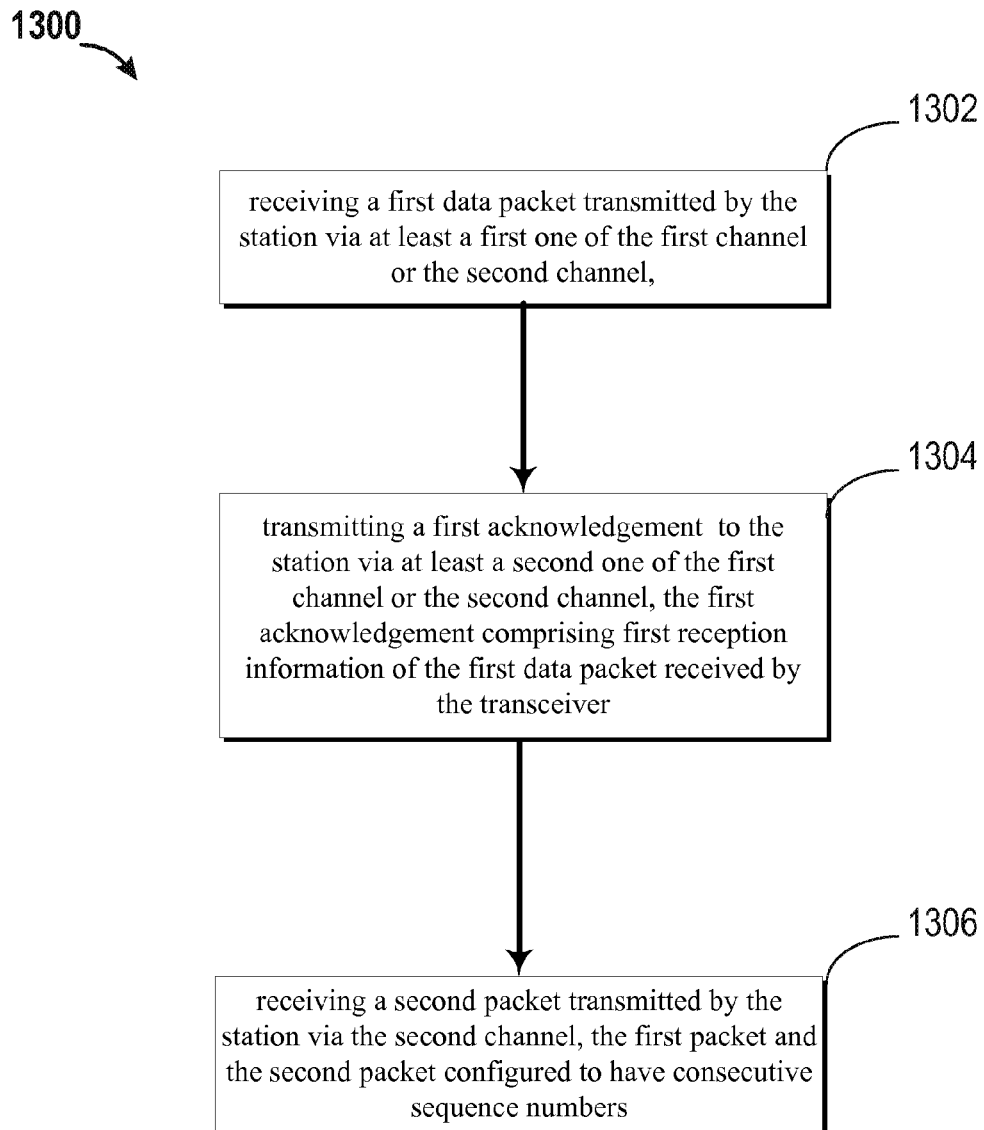 1300
1302
receiving a first data packet transmitted by the
station via at least a first one of the first channel
or the second channel,
1304
transmitting a first acknowledgement to the
station via at least a second one of the first
channel or the second channel, the first
acknowledgement comprising first reception
information of the first data packet received by
the transceiver
1306
receiving a second packet transmitted by the
station via the second channel, the first packet and
the second packet configured to have consecutive
sequence numbers